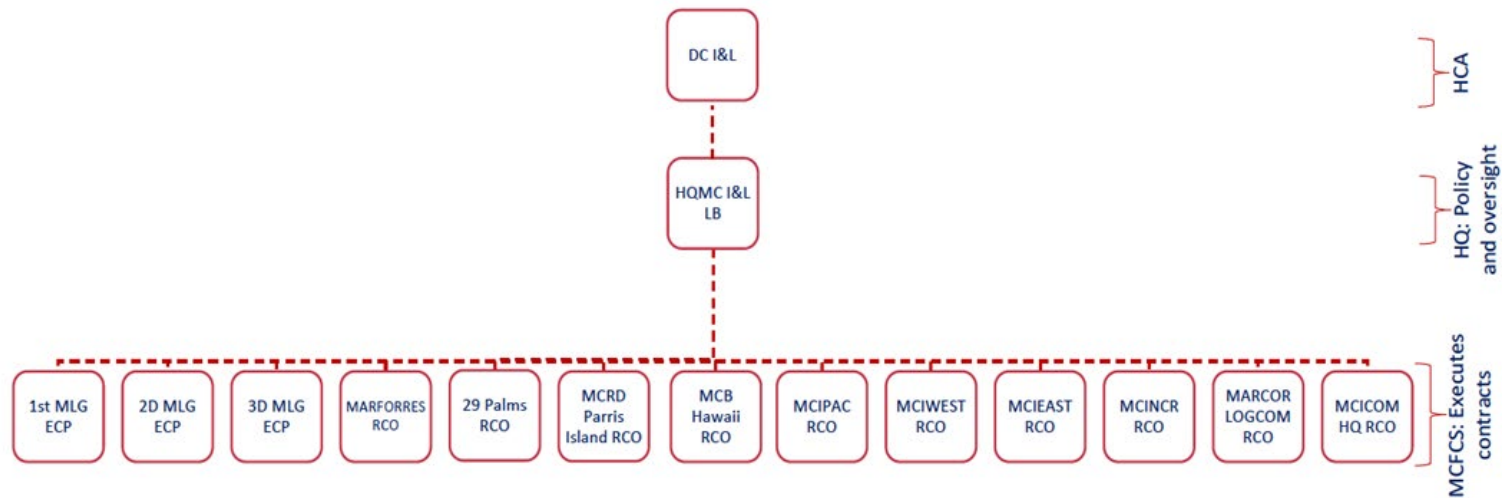 DC I&L
HCA
HQMC I&L
LB
HQ: Policy
and oversight
1st MLG
ECP
2D MLG
ECP
3D MLG
ECP
MARFORRES
RCO
29 Palms
RCO
MCRD
Parris
Island RCO
MCB
Hawaii
RCO
MCIPAC
RCO
MCIWEST
RCO
MCIEAST
RCO
MCINCR
RCO
MARCOR
LOGCOM
RCO
MCICOM
HQ RCO
MCFCS: Executes
contracts